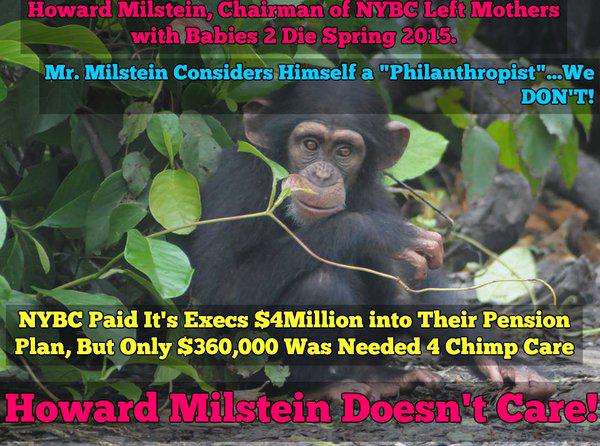 Howard Milstein, Chairman of NYBC Left Mothers
with Babies 2 Die Spring 2015.
Mr. Milstein Considers Himself a "Philanthropist"...We
DON'T!
NYBC Paid It's Execs $4Million into Their Pension
Plan, But Only $360,000 Was Needed 4 Chimp Care
Howard Milstein Doesn't Care!